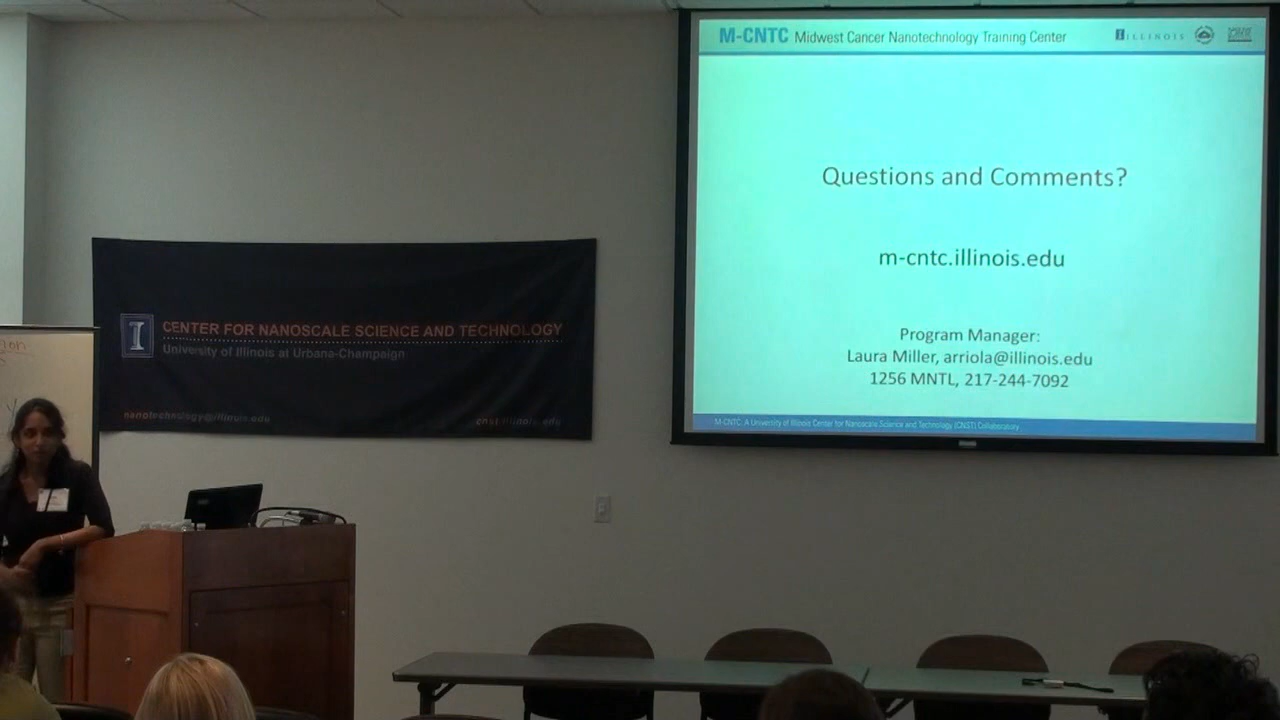 M-CNTC Midwest Cancer Nanotechnology Training Center
ILLINOIS
Questions and Comments?
m-cntc.illinois.edu
Program Manager:
Laura Miller, arriola@illinois.edu
1256 MNTL, 217-244-7092
M-CNTC: A University of Illinois Center for Nanoscale Science and Technology (CNST) Collaboratory
I
CENTER FOR NANOSCALE SCIENCE AND TECHNOLOGY
University of Illinois at Urbana-Champaign
nanotechnology@illinois.edu
cnst.illinois.edu